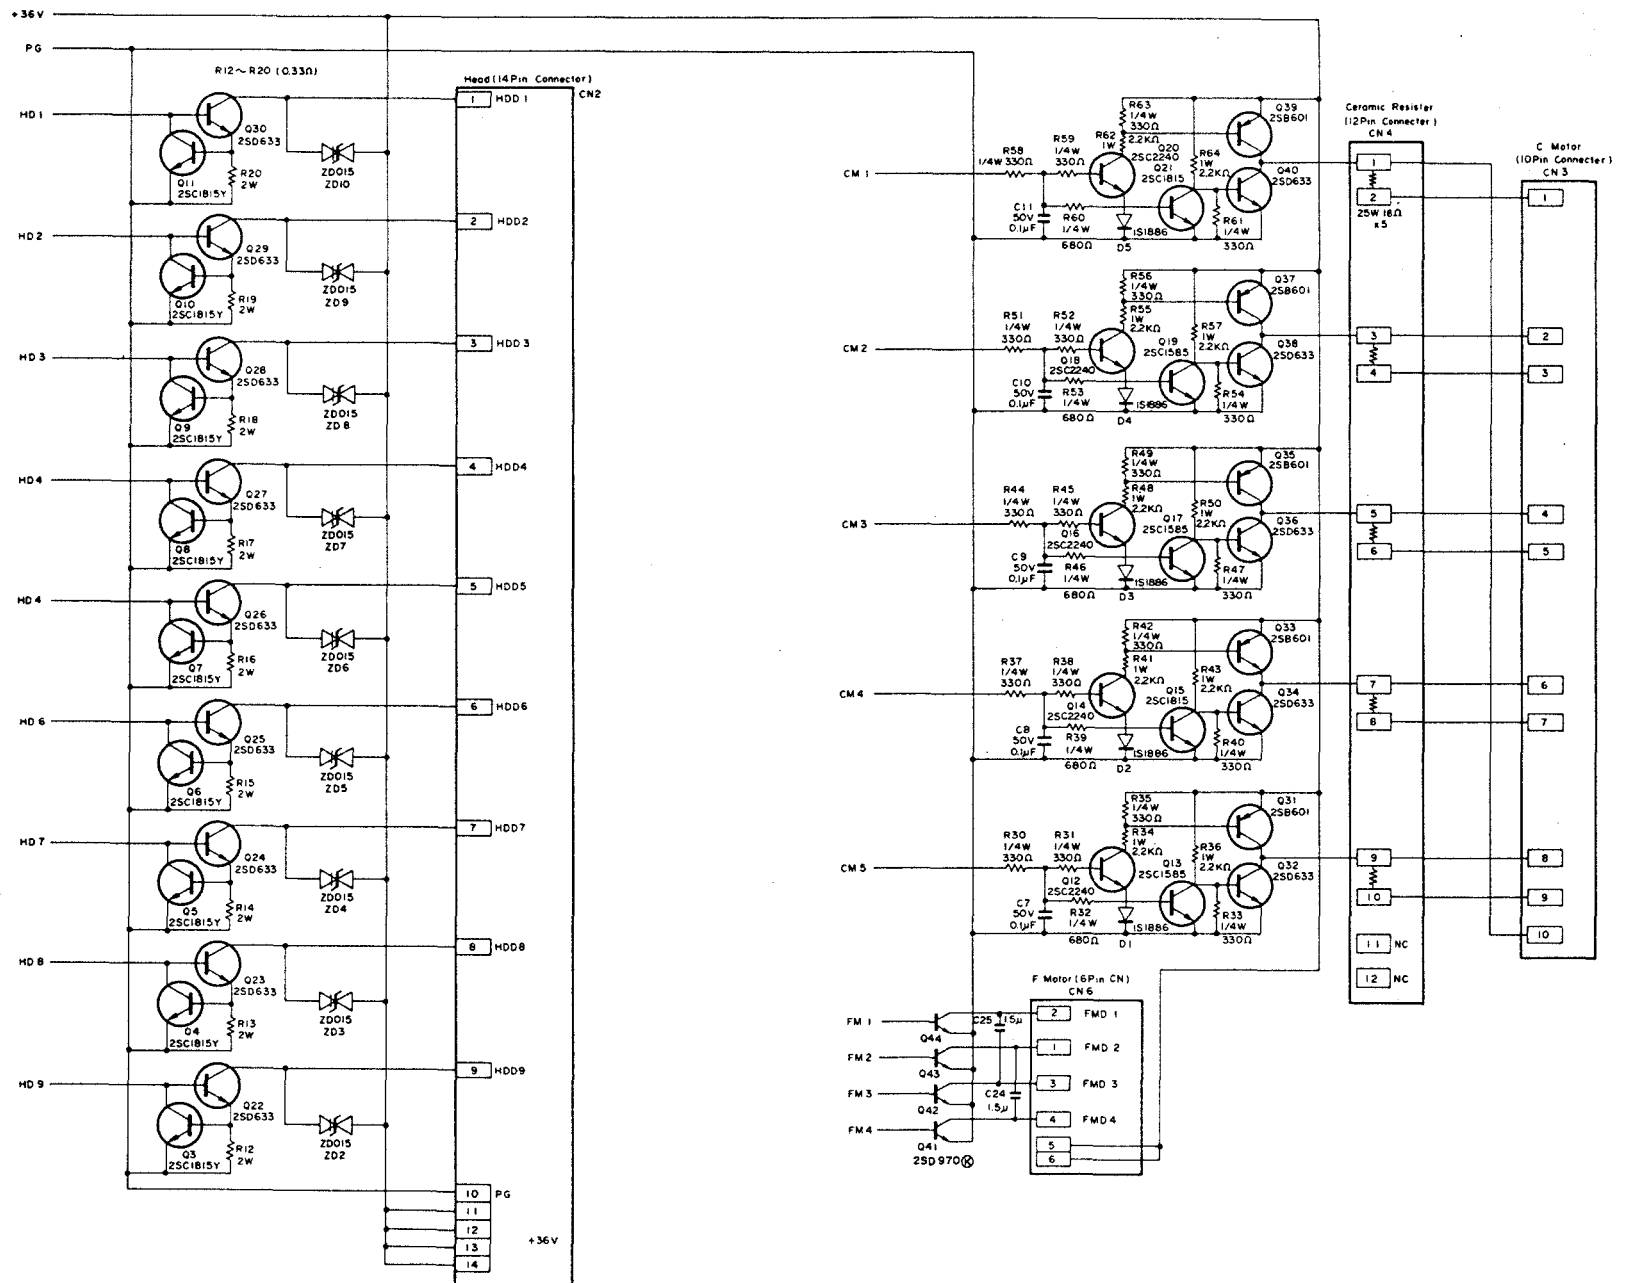 +36V
PG
R12～R20 (0.33Ω)
Head (14Pin Connector)
CN2
HD1
Q30
2SD633
Q11
2SC1815Y
R20
2W
ZD015
ZD10
1 HDD1
HD2
Q29
2SD633
Q10
2SC1815Y
R19
2W
ZD015
ZD9
2 HDD2
HD3
Q28
2SD633
Q9
2SC1815Y
R18
2W
ZD015
ZD8
3 HDD3
HD4
Q27
2SD633
Q8
2SC1815Y
R17
2W
ZD015
ZD7
4 HDD4
HD4
Q26
2SD633
Q7
2SC1815Y
R16
2W
ZD015
ZD6
5 HDD5
HD6
Q25
2SD633
Q6
2SC1815Y
R15
2W
ZD015
ZD5
6 HDD6
HD7
Q24
2SD633
Q5
2SC1815Y
R14
2W
ZD015
ZD4
7 HDD7
HD8
Q23
2SD633
Q4
2SC1815Y
R13
2W
ZD015
ZD3
8 HDD8
HD9
Q22
2SD633
Q3
2SC1815Y
R12
2W
ZD015
ZD2
9 HDD9
10 PG
11
12
13
14
+36V
CM1
R58
1/4W 330Ω
R59
1/4W
330Ω
R63
1/4W
330Ω
R62
1W
2.2KΩ
Q20
2SC2240
Q21
2SC1815
R64
1W
2.2KΩ
Q39
2SB601
Q40
2SD633
C11
50V
0.1µF
R60
1/4W
680Ω
1S1886
D5
R61
1/4W
330Ω
CM2
R51
1/4W
330Ω
R52
1/4W
330Ω
R56
1/4W
330Ω
R55
1W
2.2KΩ
Q18
2SC2240
Q19
2SC1585
R57
1W
2.2KΩ
Q37
2SB601
Q38
2SD633
C10
50V
0.1µF
R53
1/4W
680Ω
1S1886
D4
R54
1/4W
330Ω
CM3
R44
1/4W
330Ω
R45
1/4W
330Ω
R49
1/4W
330Ω
R48
1W
2.2KΩ
Q16
2SC2240
Q17
2SC1585
R50
1W
2.2KΩ
Q35
2SB601
Q36
2SD633
C9
50V
0.1µF
R46
1/4W
680Ω
1S1886
D3
R47
1/4W
330Ω
CM4
R37
1/4W
330Ω
R38
1/4W
330Ω
R42
1/4W
330Ω
R41
1W
2.2KΩ
Q14
2SC2240
Q15
2SC1815
R43
1W
2.2KΩ
Q33
2SB601
Q34
2SD633
C8
50V
0.1µF
R39
1/4W
680Ω
1S1886
D2
R40
1/4W
330Ω
CM5
R30
1/4W
330Ω
R31
1/4W
330Ω
R35
1/4W
330Ω
R34
1W
2.2KΩ
Q12
2SC2240
Q13
2SC1585
R36
1W
2.2KΩ
Q31
2SB601
Q32
2SD633
C7
50V
0.1µF
R32
1/4W
680Ω
1S1886
D1
R33
1/4W
330Ω
F Motor (6Pin CN)
CN6
FM1
Q44
C25 1.5µ
2 FMD 1
FM2
Q43
1 FMD 2
FM3
Q42
C24
1.5µ
3 FMD 3
FM4
Q41
2SD970Ⓚ
4 FMD4
5
6
Ceramic Resister
(12Pin Connecter)
CN4
1
2
25W 18Ω
x5
3
4
5
6
7
8
9
10
11 NC
12 NC
C Motor
(10Pin Connecter)
CN3
1
2
3
4
5
6
7
8
9
10